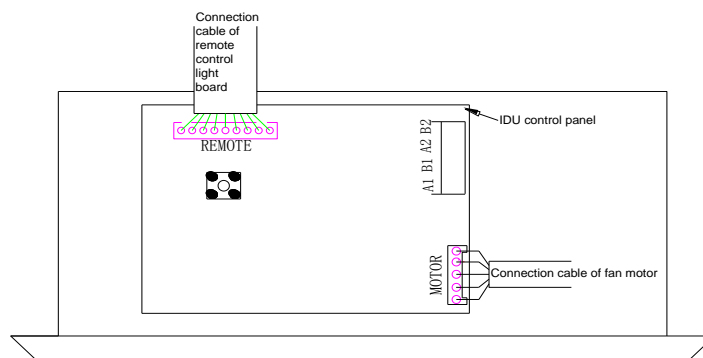 Connection
cable of
remote
control
light
board
REMOTE
IDU control panel
A1 B1 A2 B2
MOTOR
Connection cable of fan motor